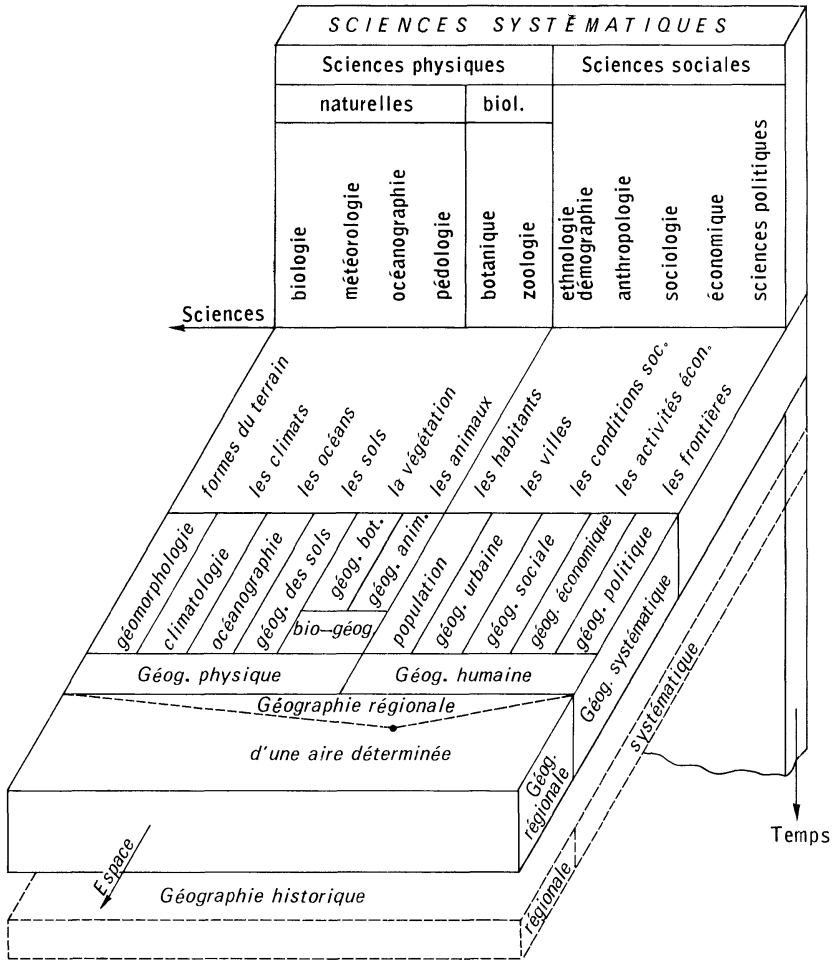 SCIENCES SYSTÈMATIQUES
Sciences physiques
Sciences sociales
naturelles
biol.
biologie
météorologie
océanographie
pédologie
botanique
zoologie
ethnologie
démographie
anthropologie
sociologie
économique
sciences politiques
Sciences
formes du terrain
les climats
les océans
les sols
la végétation
les animaux
les habitants
les villes
les conditions soc.
les activités écon.
les frontières
géomorphologie
climatologie
océanographie
géog. des sols
géog. bot.
géog. anim.
bio-géog.
population
géog. urbaine
géog. sociale
géog. économique
géog. politique
Géog. physique
Géog. humaine
Géog. systématique
systématique
Géographie régionale
d'une aire déterminée
Géog.
régionale
Temps
Espace
Géographie historique
régionale